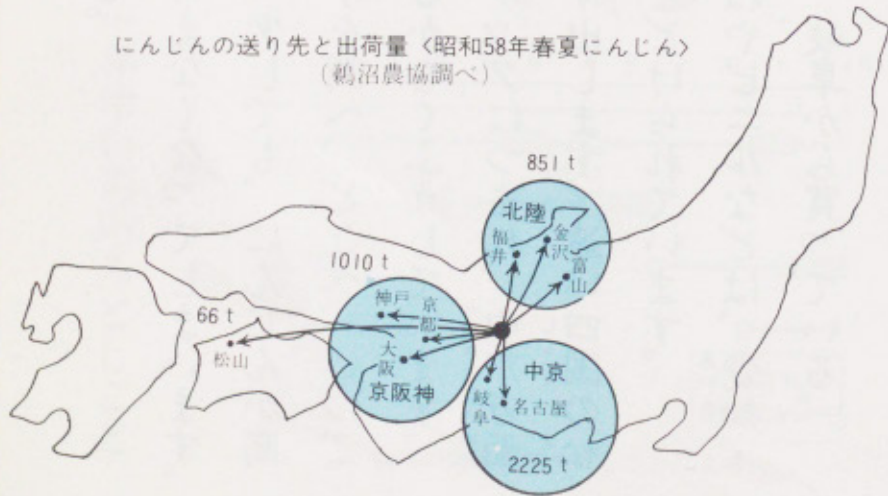 にんじんの送り先と出荷量〈昭和58年春夏にんじん〉
(鵜沼農協調べ)
851 t
北陸
福井
金沢
富山
1010 t
神戸
京都
大阪
京阪神
66 t
松山
中京
岐阜
名古屋
2225 t